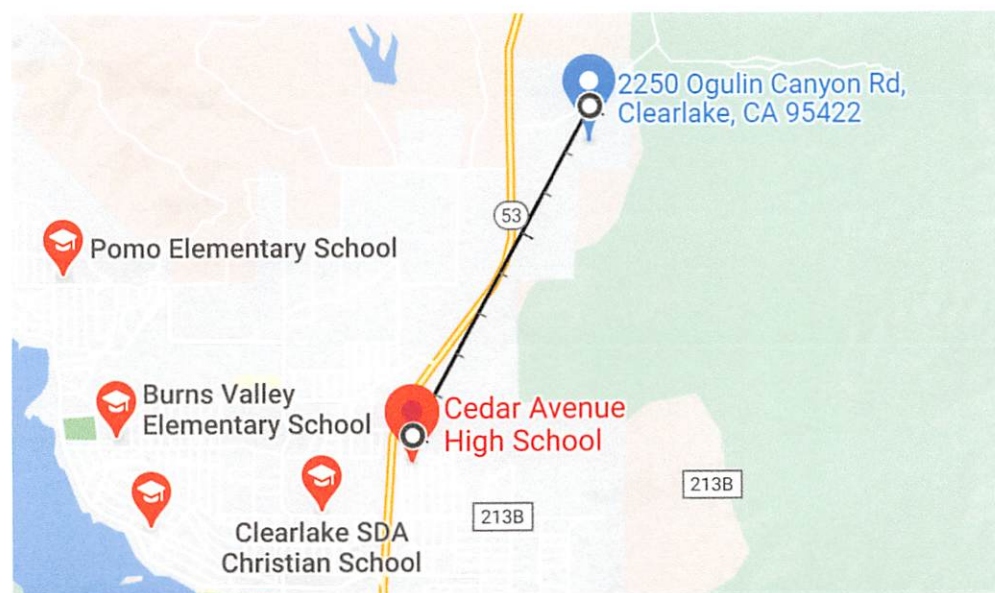 2250 Ogulin Canyon Rd,
Clearlake, CA 95422
53
Pomo Elementary School
Burns Valley
Elementary School
Cedar Avenue
High School
213B
213B
Clearlake SDA
Christian School